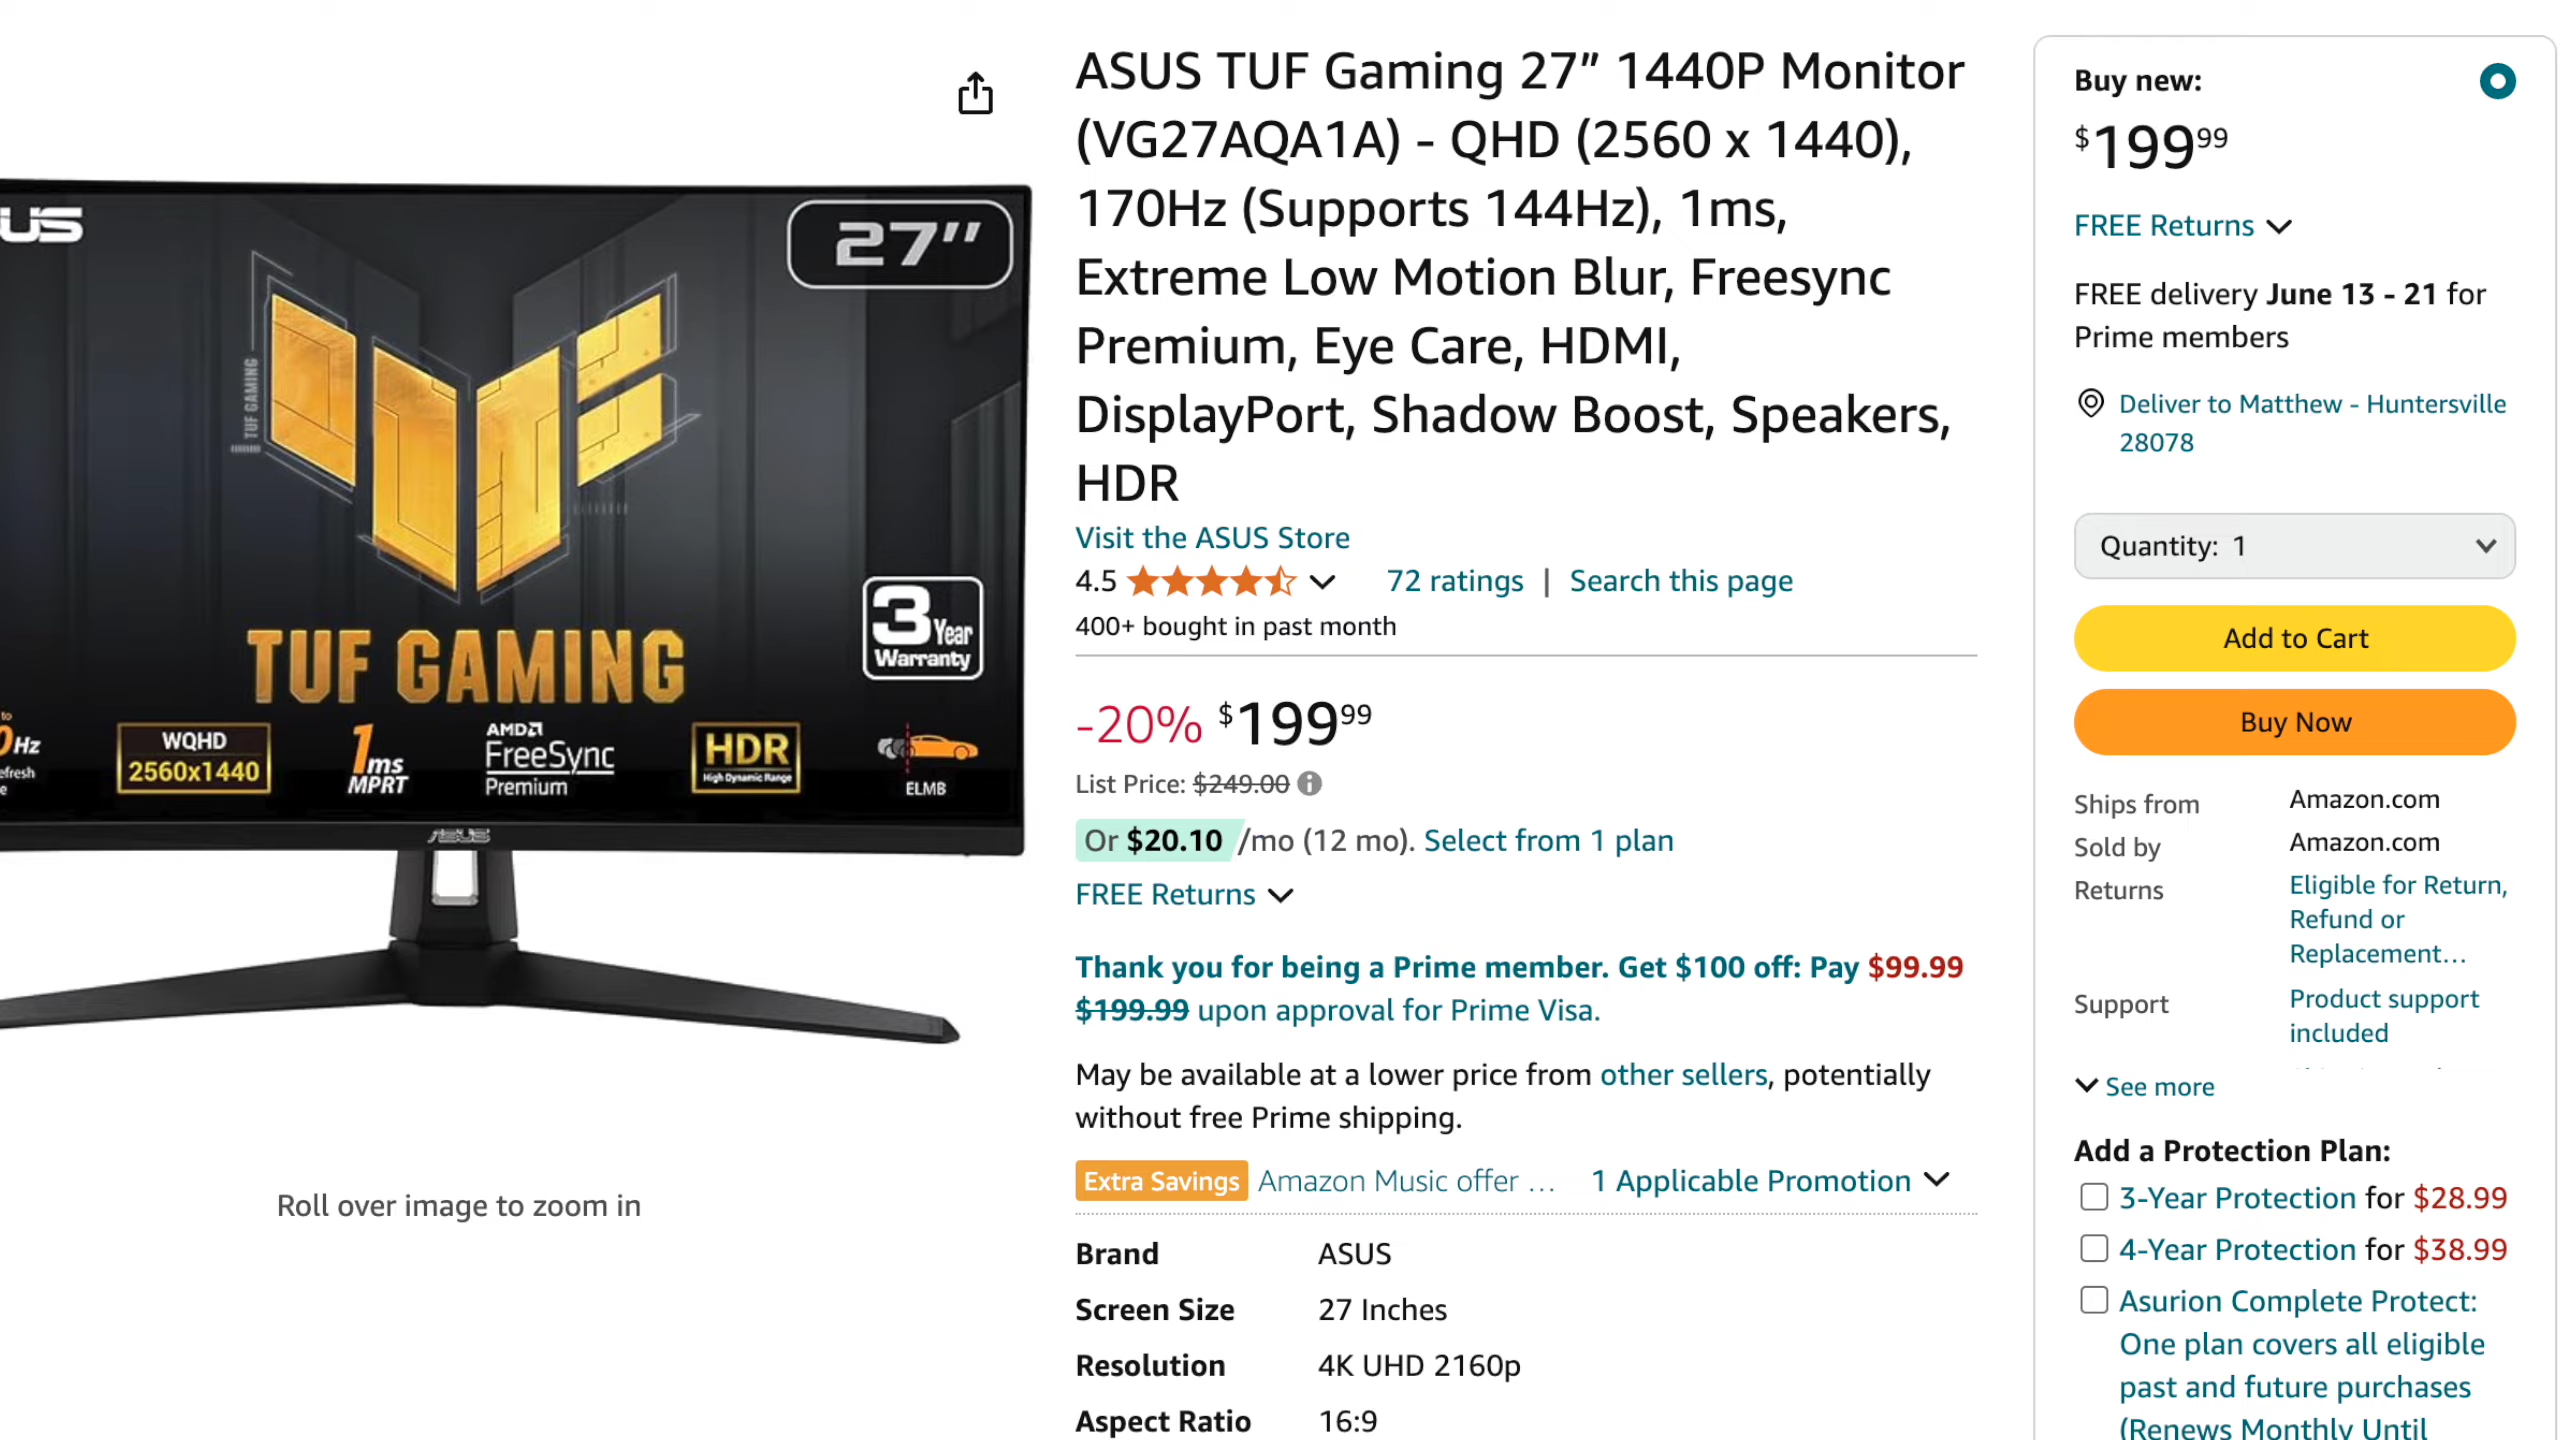 ASUS TUF Gaming 27” 1440P Monitor
(VG27AQA1A) - QHD (2560 x 1440),
170Hz (Supports 144Hz), 1ms,
Extreme Low Motion Blur, Freesync
Premium, Eye Care, HDMI,
DisplayPort, Shadow Boost, Speakers,
HDR
Visit the ASUS Store
4.5 72 ratings | Search this page
400+ bought in past month
-20% $199 99
List Price: $249.00
Or $20.10 /mo (12 mo). Select from 1 plan
FREE Returns
Thank you for being a Prime member. Get $100 off: Pay $99.99
$199.99 upon approval for Prime Visa.
May be available at a lower price from other sellers, potentially
without free Prime shipping.
Extra Savings Amazon Music offer … 1 Applicable Promotion
Brand ASUS
Screen Size 27 Inches
Resolution 4K UHD 2160p
Aspect Ratio 16:9
27”
TUF GAMING
3 Year
Warranty
TUF GAMING
Hz
WQHD
2560x1440
1ms
MPRT
AMD
FreeSync
Premium
HDR
High Dynamic Range
ELMB
ASUS
Roll over image to zoom in
Buy new:
$199 99
FREE Returns
FREE delivery June 13 - 21 for
Prime members
Deliver to Matthew - Huntersville
28078
Quantity: 1
Add to Cart
Buy Now
Ships from Amazon.com
Sold by Amazon.com
Returns Eligible for Return,
Refund or
Replacement…
Support Product support
included
See more
Add a Protection Plan:
3-Year Protection for $28.99
4-Year Protection for $38.99
Asurion Complete Protect:
One plan covers all eligible
past and future purchases
(Renews Monthly Until